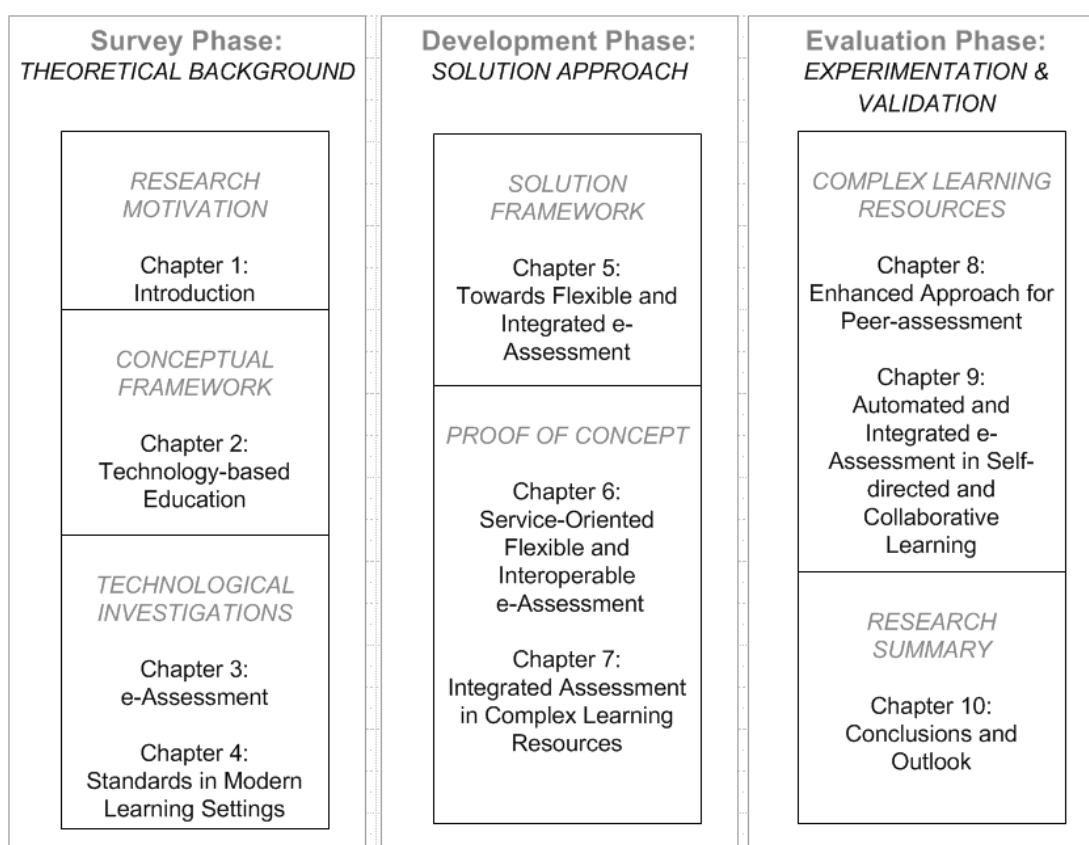 Survey Phase:
THEORETICAL BACKGROUND
RESEARCH
MOTIVATION
Chapter 1:
Introduction
CONCEPTUAL
FRAMEWORK
Chapter 2:
Technology-based
Education
TECHNOLOGICAL
INVESTIGATIONS
Chapter 3:
e-Assessment
Chapter 4:
Standards in Modern
Learning Settings
Development Phase:
SOLUTION APPROACH
SOLUTION
FRAMEWORK
Chapter 5:
Towards Flexible and
Integrated e-
Assessment
PROOF OF CONCEPT
Chapter 6:
Service-Oriented
Flexible and
Interoperable
e-Assessment
Chapter 7:
Integrated Assessment
in Complex Learning
Resources
Evaluation Phase:
EXPERIMENTATION &
VALIDATION
COMPLEX LEARNING
RESOURCES
Chapter 8:
Enhanced Approach for
Peer-assessment
Chapter 9:
Automated and
Integrated e-
Assessment in Self-
directed and
Collaborative
Learning
RESEARCH
SUMMARY
Chapter 10:
Conclusions and
Outlook